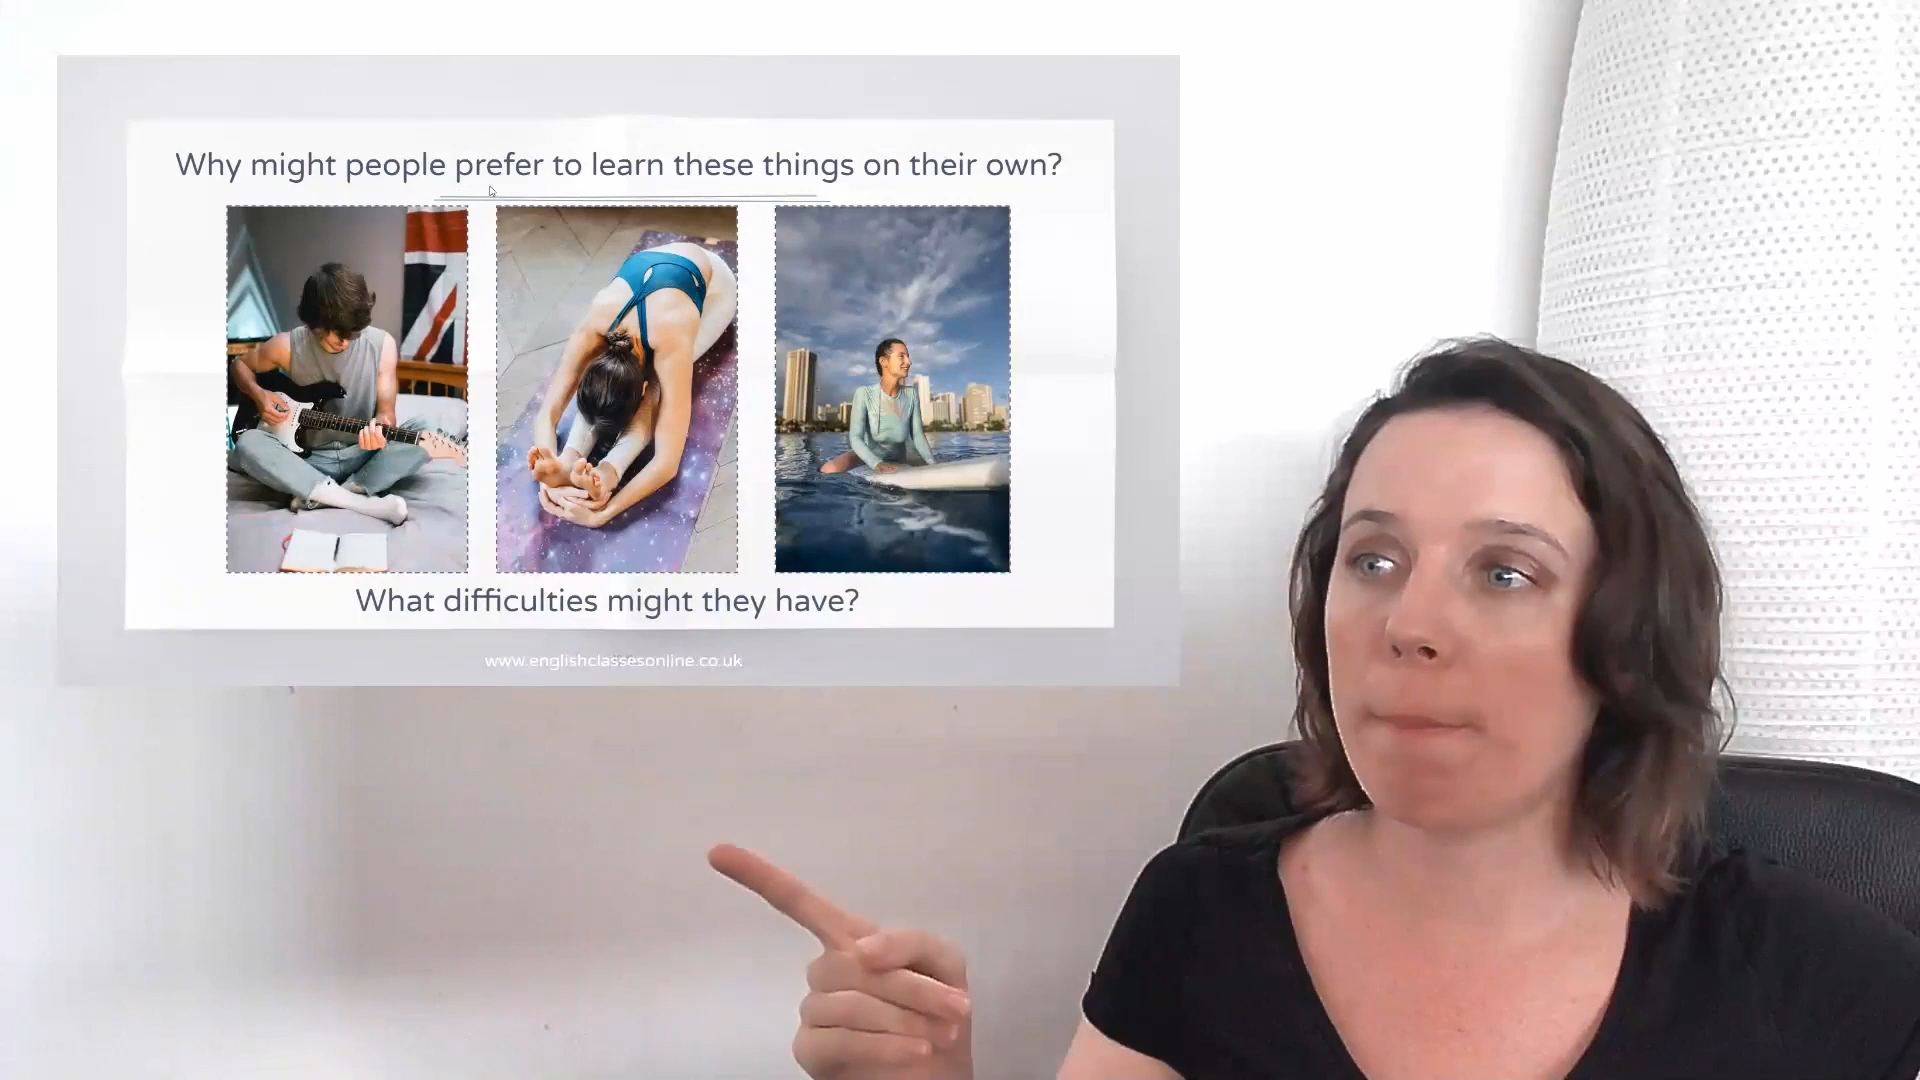 Why might people prefer to learn these things on their own?
What difficulties might they have?
www.englishclassesonline.co.uk